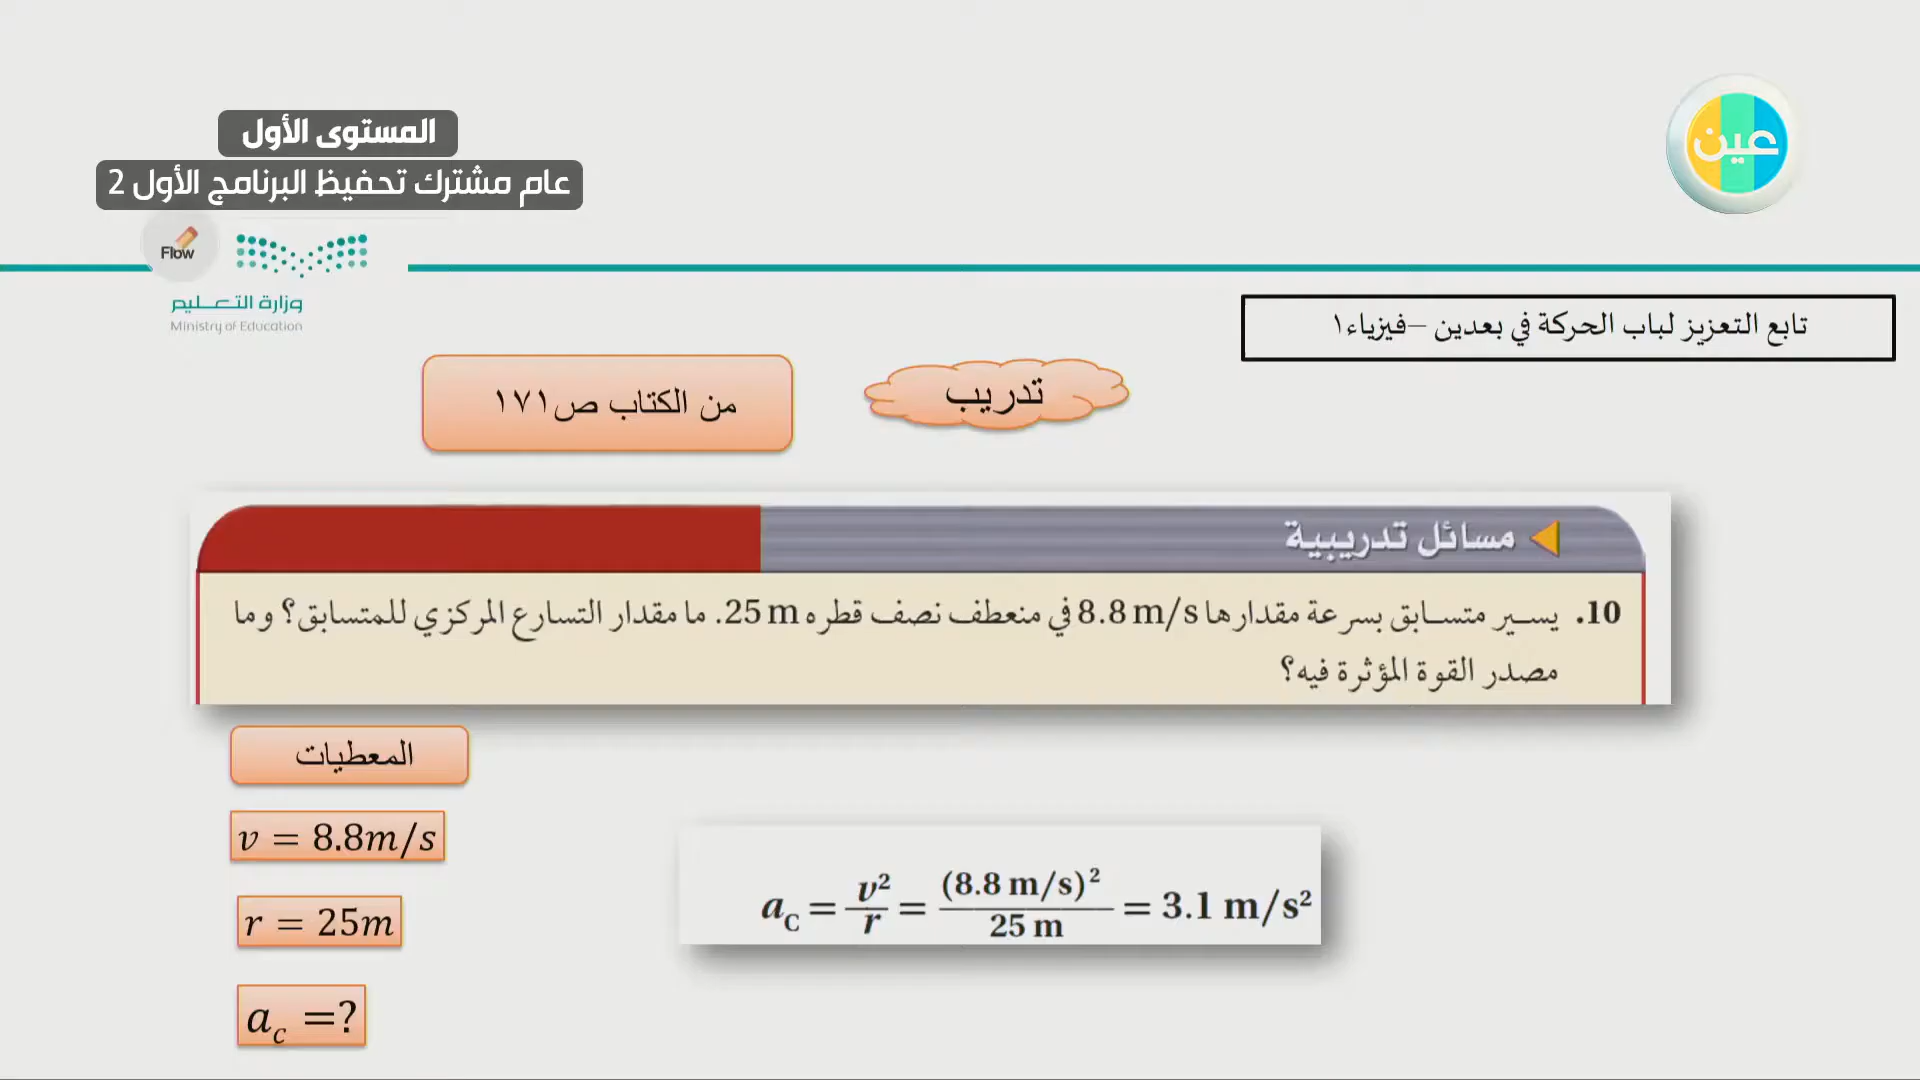 المستوى الأول
عام مشترك تحفيظ البرنامج الأول 2
عين
Flow
وزارة التعليم
Ministry of Education
تابع التعزيز لباب الحركة في بعدين –فيزياء١
تدريب
من الكتاب ص١٧١
مسائل تدريبية
10. يسير متسابق بسرعة مقدارها 8.8 m/s في منعطف نصف قطره 25 m. ما مقدار التسارع المركزي للمتسابق؟ وما
مصدر القوة المؤثرة فيه؟
المعطيات
v = 8.8m/s
r = 25m
a_c =?
a_C = v²/r = (8.8 m/s)²/25 m = 3.1 m/s²